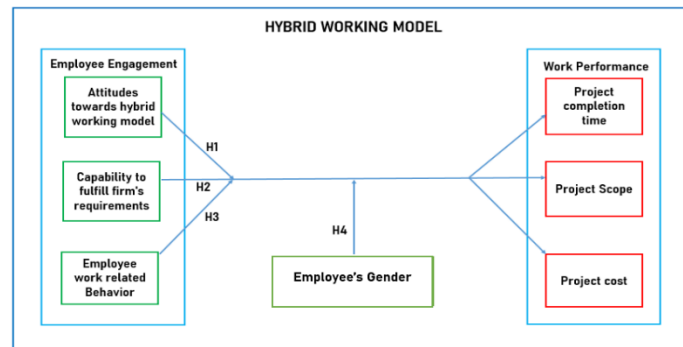 HYBRID WORKING MODEL
Employee Engagement
Attitudes
towards hybrid
working model
H1
Capability to
fulfill firm's
requirements
H2
H3
Employee
work related
Behavior
H4
Employee's Gender
Work Performance
Project
completion
time
Project Scope
Project cost